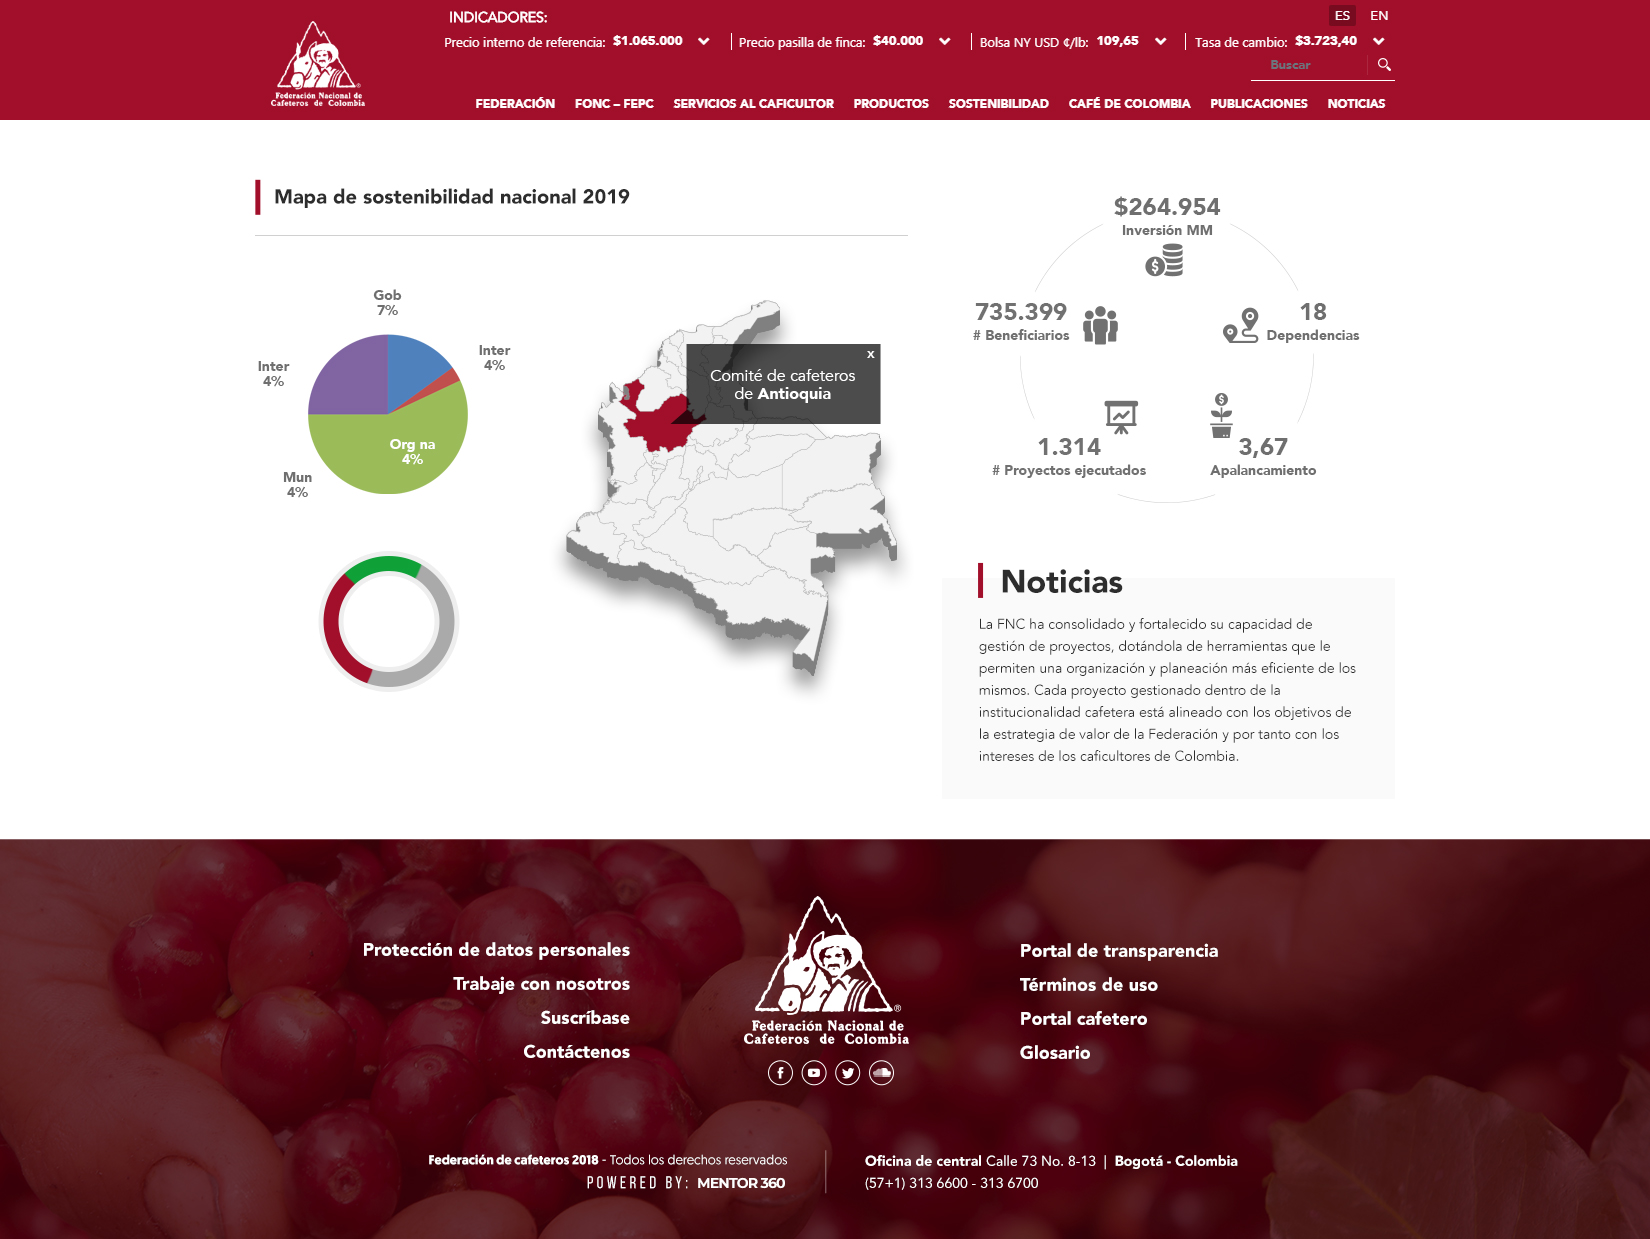 INDICADORES:
ES EN
Precio interno de referencia: $1.065.000 | Precio pasilla de finca: $40.000 | Bolsa NY USD ¢/lb: 109,65 | Tasa de cambio: $3.723,40
Buscar
Federación Nacional de
Cafeteros de Colombia
FEDERACIÓN FONC – FEPC SERVICIOS AL CAFICULTOR PRODUCTOS SOSTENIBILIDAD CAFÉ DE COLOMBIA PUBLICACIONES NOTICIAS
Mapa de sostenibilidad nacional 2019
Gob
7%
Inter
4%
Inter
4%
Org na
4%
Mun
4%
x
Comité de cafeteros
de Antioquia
$264.954
Inversión MM
735.399
# Beneficiarios
18
Dependencias
1.314
# Proyectos ejecutados
3,67
Apalancamiento
Noticias
La FNC ha consolidado y fortalecido su capacidad de
gestión de proyectos, dotándola de herramientas que le
permiten una organización y planeación más eficiente de los
mismos. Cada proyecto gestionado dentro de la
institucionalidad cafetera está alineado con los objetivos de
la estrategia de valor de la Federación y por tanto con los
intereses de los caficultores de Colombia.
Protección de datos personales
Trabaje con nosotros
Suscríbase
Contáctenos
Federación Nacional de
Cafeteros de Colombia
Portal de transparencia
Términos de uso
Portal cafetero
Glosario
Federación de cafeteros 2018 - Todos los derechos reservados
POWERED BY: MENTOR 360
Oficina de central Calle 73 No. 8-13 | Bogotá - Colombia
(57+1) 313 6600 - 313 6700